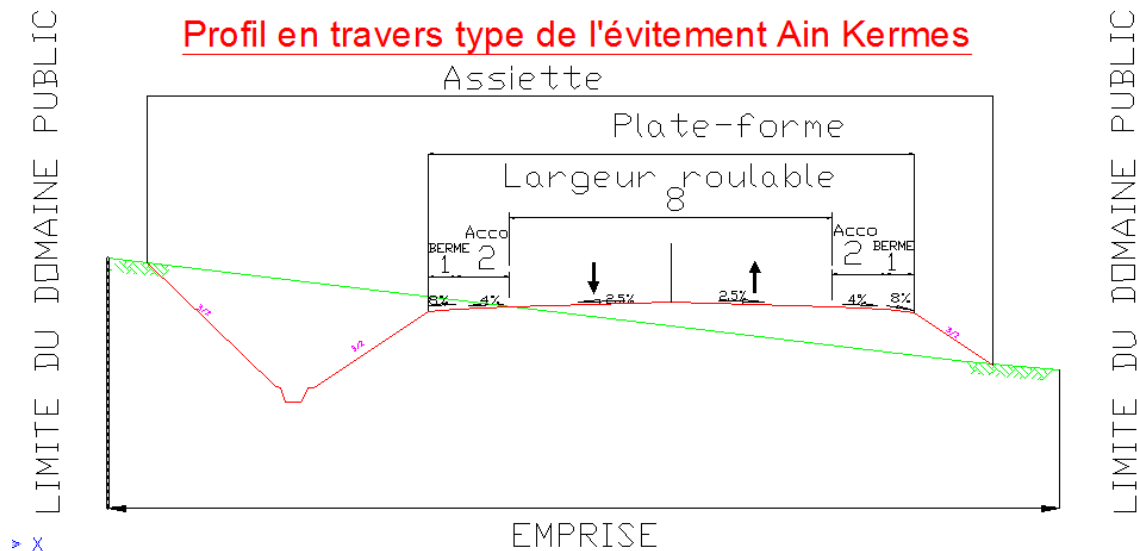 Profil en travers type de l'évitement Ain Kermes
Assiette
Plate-forme
Largeur roulable
8
Acco
BERME
1
2
Acco
BERME
2
1
8%
4%
2.5%
2.5%
4%
8%
3/2
3/2
3/2
LIMITE DU DOMAINE PUBLIC
LIMITE DU DOMAINE PUBLIC
EMPRISE
X